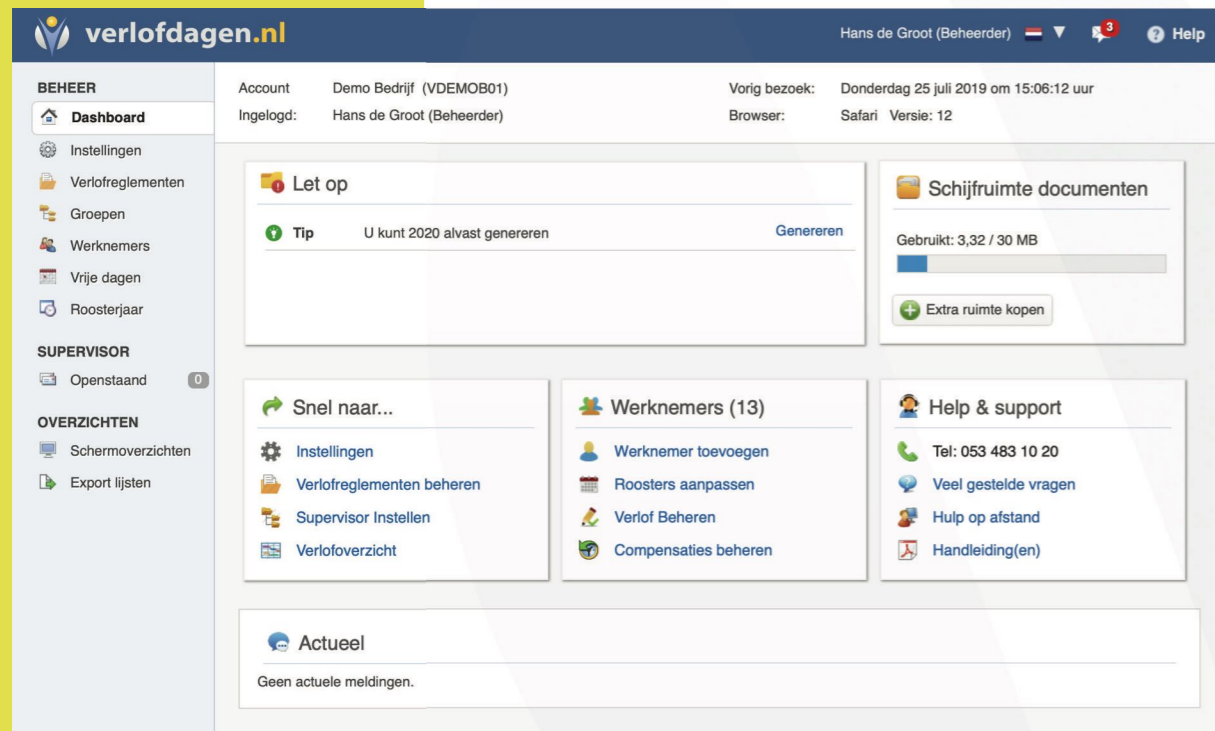 verlofdagen.nl
Hans de Groot (Beheerder)
3
Help
BEHEER
Dashboard
Instellingen
Verlofreglementen
Groepen
Werknemers
Vrije dagen
Roosterjaar
SUPERVISOR
Openstaand 0
OVERZICHTEN
Schermoverzichten
Export lijsten
Account Demo Bedrijf (VDEMOB01)
Ingelogd: Hans de Groot (Beheerder)
Vorig bezoek: Donderdag 25 juli 2019 om 15:06:12 uur
Browser: Safari Versie: 12
Let op
Tip U kunt 2020 alvast genereren Genereren
Schijfruimte documenten
Gebruikt: 3,32 / 30 MB
Extra ruimte kopen
Snel naar...
Instellingen
Verlofreglementen beheren
Supervisor Instellen
Verlofoverzicht
Werknemers (13)
Werknemer toevoegen
Roosters aanpassen
Verlof Beheren
Compensaties beheren
Help & support
Tel: 053 483 10 20
Veel gestelde vragen
Hulp op afstand
Handleiding(en)
Actueel
Geen actuele meldingen.